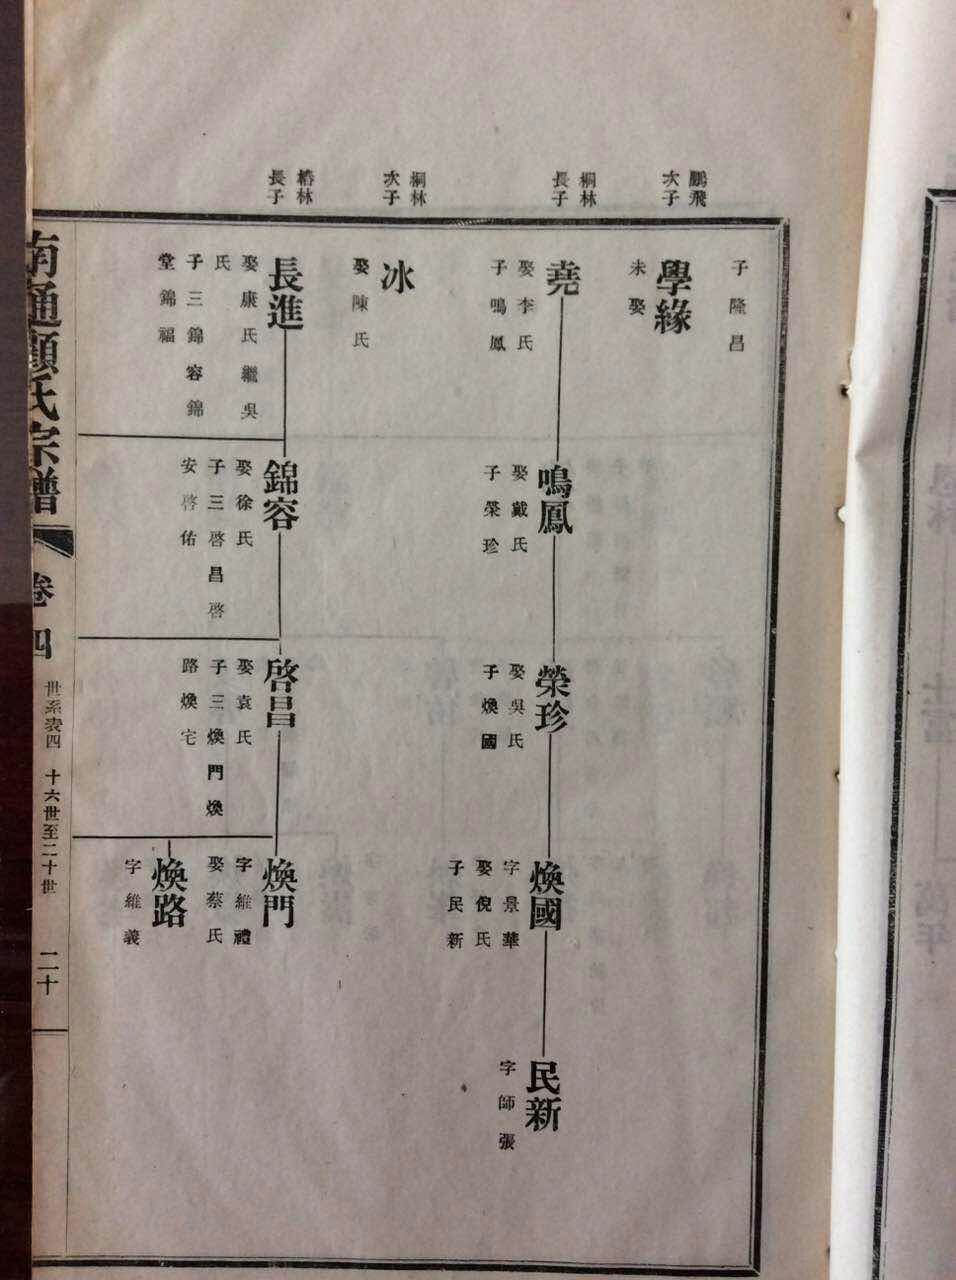 鵬飛
次子
桐林
長子
桐林
次子
椿林
長子
子隆昌
學緣
未娶
堯
娶李氏
子鳴鳳
冰
娶陳氏
長進
娶康氏繼吳
氏
子三錦容錦
堂錦福
鳴鳳
娶戴氏
子榮珍
錦容
娶徐氏
子三啓昌啓
安啓佑
榮珍
娶吳氏
子煥國
啓昌
娶袁氏
子三煥門煥
路煥宅
煥國
字景華
娶倪氏
子民新
煥門
字維禮
娶蔡氏
煥路
字維義
民新
字師張
南通顧氏宗譜
卷四
世系表四 十六世至二十世
二十